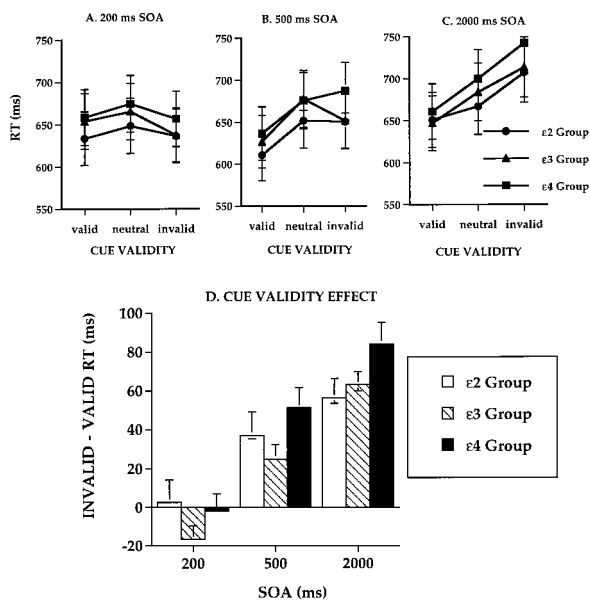 A. 200 ms SOA
B. 500 ms SOA
C. 2000 ms SOA
RT (ms)
750
700
650
600
550
valid neutral invalid
CUE VALIDITY
750
700
650
600
550
valid neutral invalid
CUE VALIDITY
750
700
650
600
550
valid neutral invalid
CUE VALIDITY
ε2 Group
ε3 Group
ε4 Group
D. CUE VALIDITY EFFECT
INVALID - VALID RT (ms)
100
80
60
40
20
0
-20
200 500 2000
SOA (ms)
ε2 Group
ε3 Group
ε4 Group